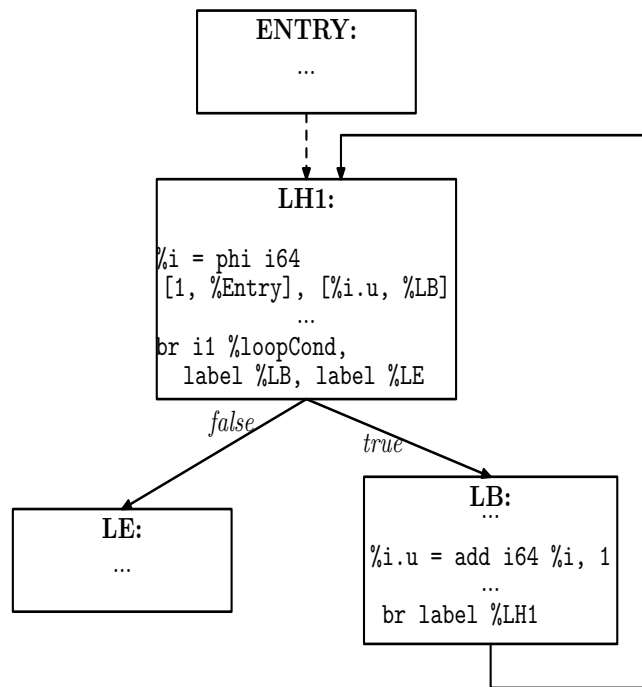 ENTRY:
...
LH1:
%i = phi i64
[1, %Entry], [%i.u, %LB]
...
br i1 %loopCond,
label %LB, label %LE
false
true
LE:
...
LB:
...
%i.u = add i64 %i, 1
...
br label %LH1